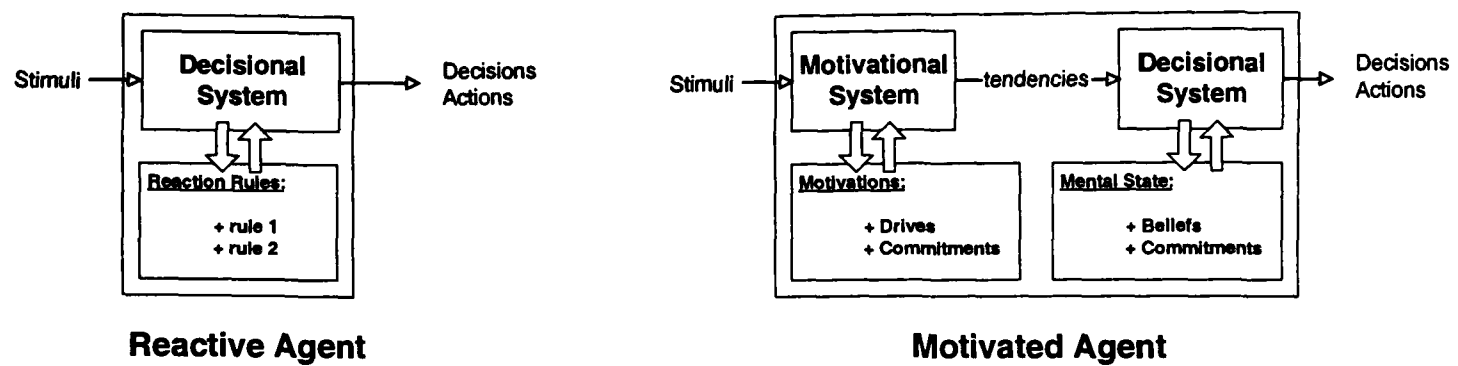 Stimuli
Decisional
System
Decisions
Actions
Reaction Rules:
+ rule 1
+ rule 2
Reactive Agent
Stimuli
Motivational
System
tendencies
Decisional
System
Decisions
Actions
Motivations:
+ Drives
+ Commitments
Mental State:
+ Beliefs
+ Commitments
Motivated Agent